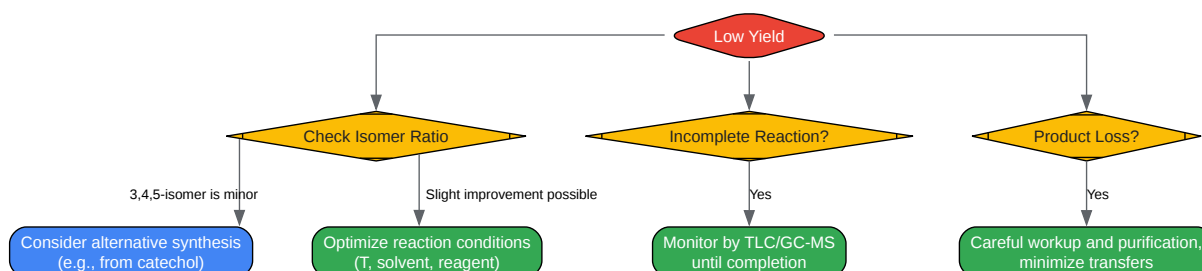 Low Yield
Check Isomer Ratio
Incomplete Reaction?
Product Loss?
3,4,5-isomer is minor
Slight improvement possible
Yes
Yes
Consider alternative synthesis
(e.g., from catechol)
Optimize reaction conditions
(T, solvent, reagent)
Monitor by TLC/GC-MS
until completion
Careful workup and purification,
minimize transfers